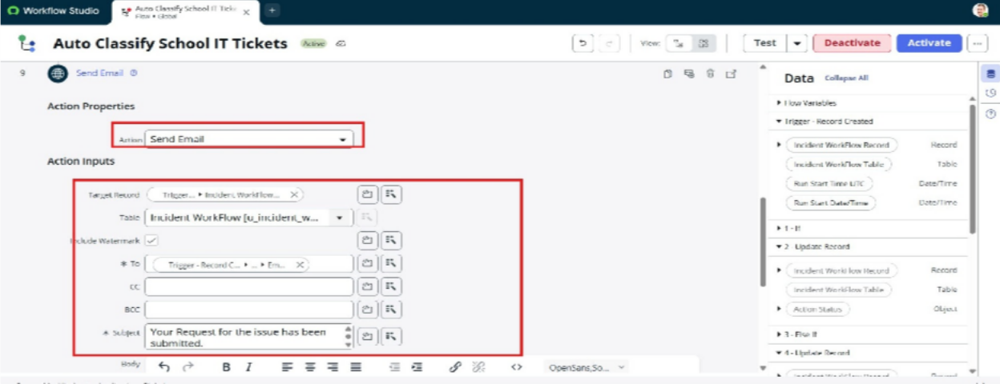 Workflow Studio
Auto Classify School IT Ticke
Flow • Global
Auto Classify School IT Tickets
Active
View:
Test
Deactivate
Activate
9
Send Email
Action Properties
Action
Send Email
Action Inputs
Target Record
Trigger... ▸ Incident WorkFlow...
Table
Incident WorkFlow [u_incident_w...
Include Watermark
* To
Trigger - Record C... ▸ ... ▸ Em...
CC
BCC
* Subject
Your Request for the issue has been
submitted.
Body
B I
OpenSans,So...
Data Collapse All
Flow Variables
Trigger - Record Created
Incident WorkFlow Record Record
Incident WorkFlow Table Table
Run Start Time UTC Date/Time
Run Start Date/Time Date/Time
1 - If
2 - Update Record
Incident WorkFlow Record Record
Incident WorkFlow Table Table
Action Status Object
3 - Else If
4 - Update Record
Incident WorkFlow Record Record